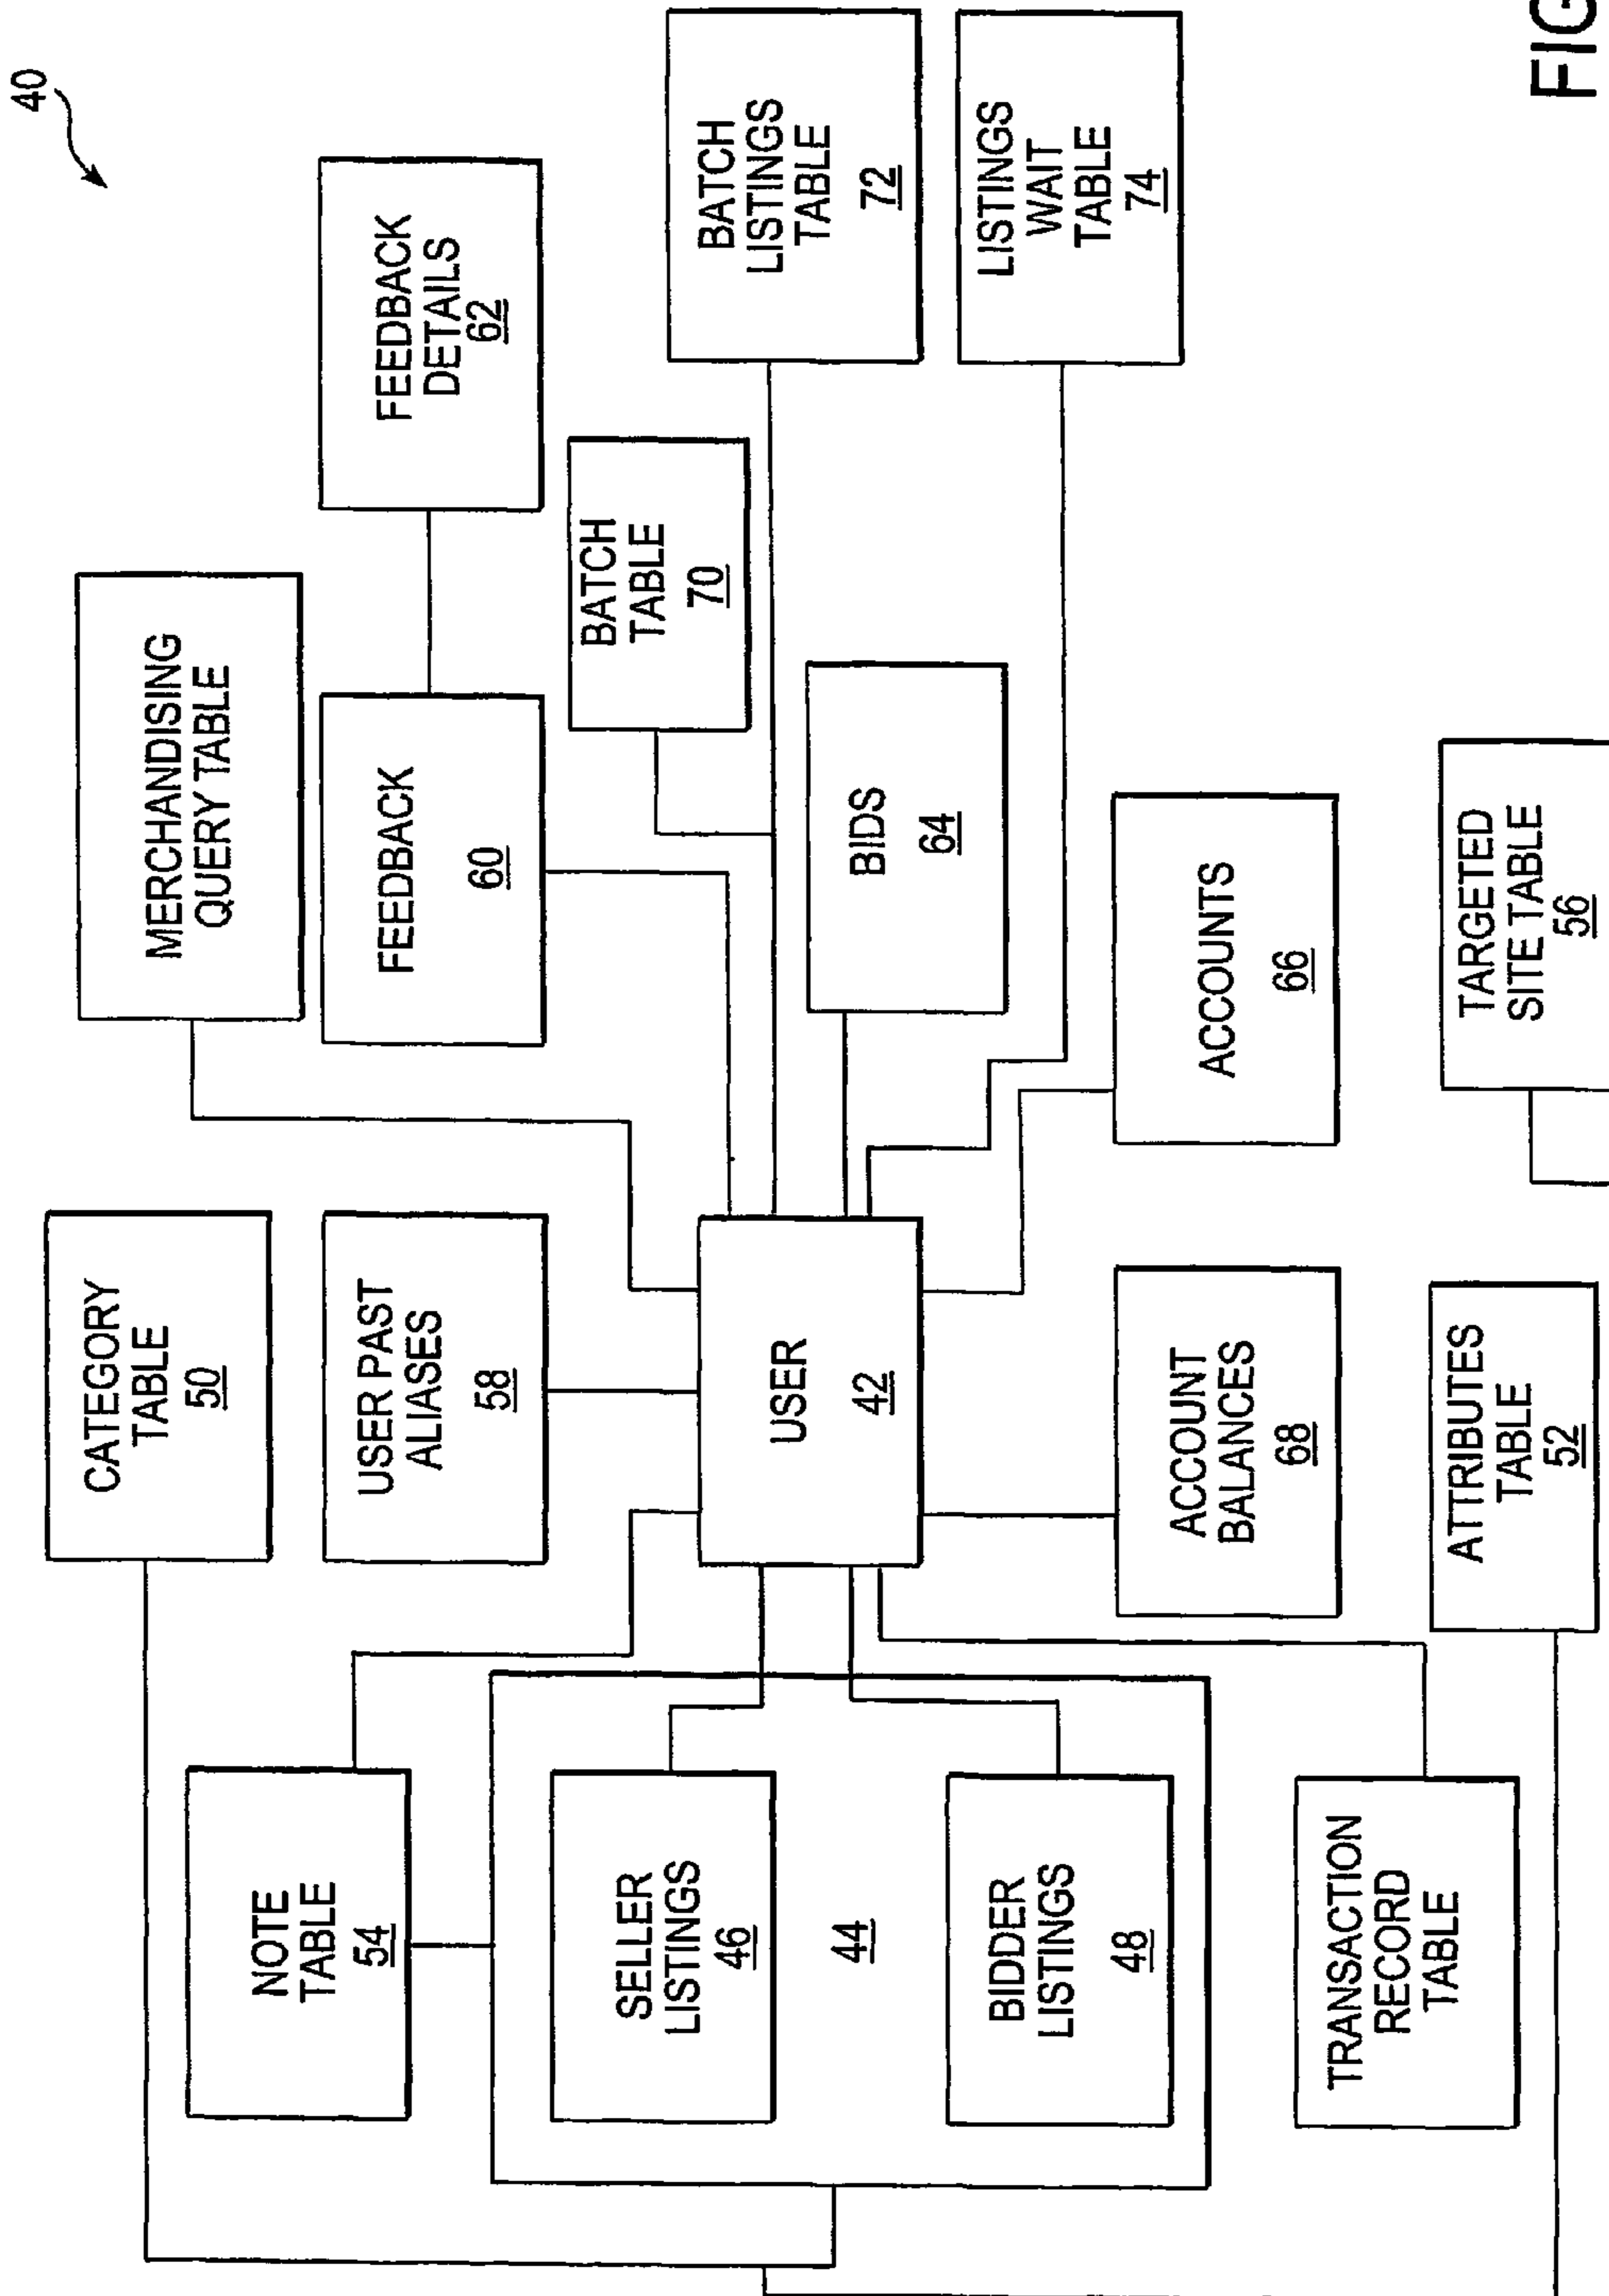 40
CATEGORY
TABLE
50
MERCHANDISING
QUERY TABLE
NOTE
TABLE
54
USER PAST
ALIASES
58
FEEDBACK
60
FEEDBACK
DETAILS
62
BATCH
TABLE
70
SELLER
LISTINGS
46
44
BIDDER
LISTINGS
48
USER
42
BIDS
64
BATCH
LISTINGS
TABLE
72
LISTINGS
WAIT
TABLE
74
ACCOUNT
BALANCES
68
ACCOUNTS
66
TRANSACTION
RECORD
TABLE
ATTRIBUTES
TABLE
52
TARGETED
SITE TABLE
56
FIG